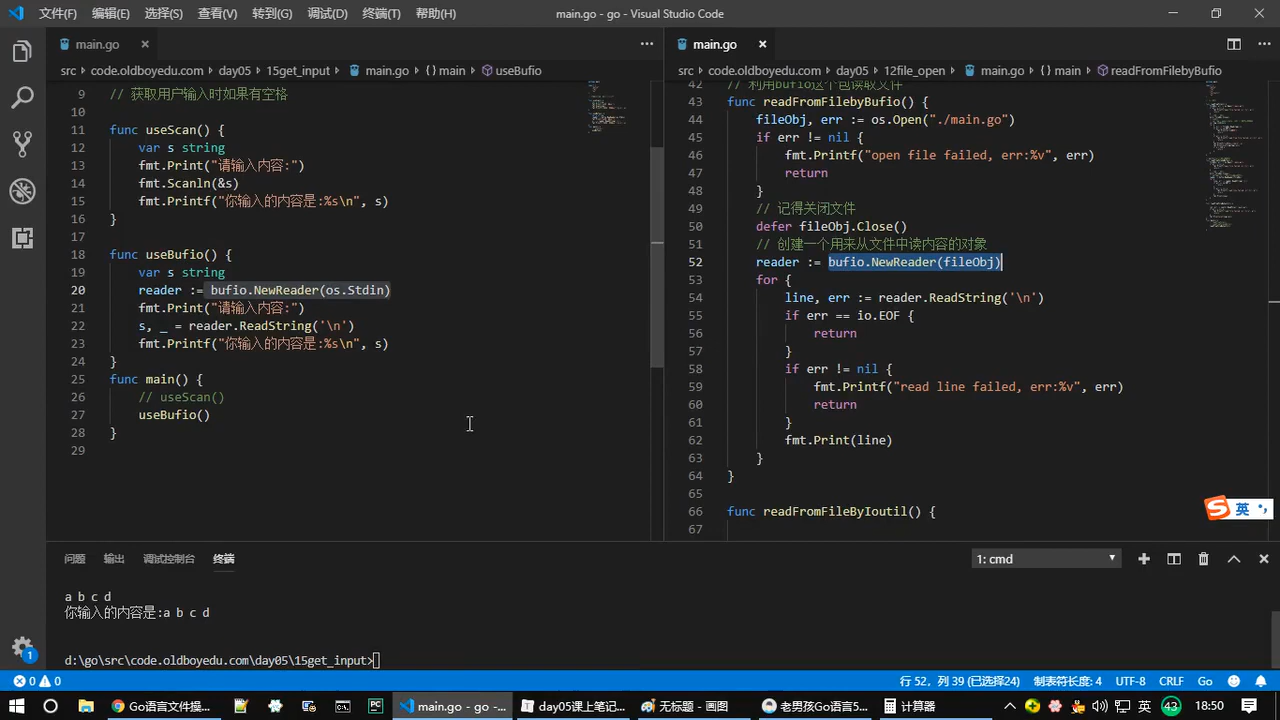 文件(F) 编辑(E) 选择(S) 查看(V) 转到(G) 调试(D) 终端(T) 帮助(H) main.go - go - Visual Studio Code
main.go
src code.oldboyedu.com day05 15get_input main.go {} main useBufio
9 // 获取用户输入时如果有空格
10
11 func useScan() {
12 var s string
13 fmt.Print("请输入内容:")
14 fmt.Scanln(&s)
15 fmt.Printf("你输入的内容是:%s\n", s)
16 }
17
18 func useBufio() {
19 var s string
20 reader := bufio.NewReader(os.Stdin)
21 fmt.Print("请输入内容:")
22 s, _ = reader.ReadString('\n')
23 fmt.Printf("你输入的内容是:%s\n", s)
24 }
25 func main() {
26 // useScan()
27 useBufio()
28 }
29
main.go
src code.oldboyedu.com day05 12file_open main.go {} main readFromFilebyBufio
42 // 利用bufio这个包读取文件
43 func readFromFilebyBufio() {
44 fileObj, err := os.Open("./main.go")
45 if err != nil {
46 fmt.Printf("open file failed, err:%v", err)
47 return
48 }
49 // 记得关闭文件
50 defer fileObj.Close()
51 // 创建一个用来从文件中读内容的对象
52 reader := bufio.NewReader(fileObj)
53 for {
54 line, err := reader.ReadString('\n')
55 if err == io.EOF {
56 return
57 }
58 if err != nil {
59 fmt.Printf("read line failed, err:%v", err)
60 return
61 }
62 fmt.Print(line)
63 }
64 }
65
66 func readFromFileByIoutil() {
67
S 英
问题 输出 调试控制台 终端 1: cmd
a b c d
你输入的内容是:a b c d
d:\go\src\code.oldboyedu.com\day05\15get_input>
1
0 0 行 52，列 39 (已选择24) 制表符长度: 4 UTF-8 CRLF Go
Go语言文件操... PC main.go - go -... day05课上笔记... 无标题 - 画图 老男孩Go语言5... 计算器 英 43 18:50